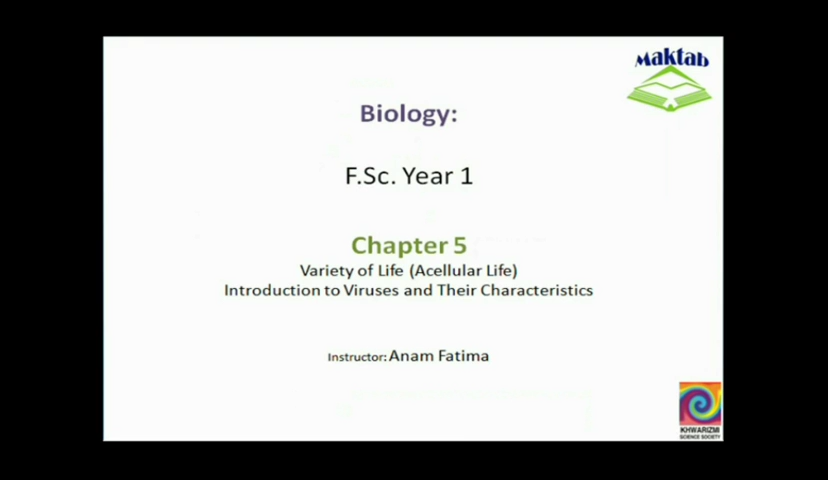 Maktab
Biology:
F.Sc. Year 1
Chapter 5
Variety of Life (Acellular Life)
Introduction to Viruses and Their Characteristics
Instructor: Anam Fatima
KHWARIZMI
SCIENCE SOCIETY